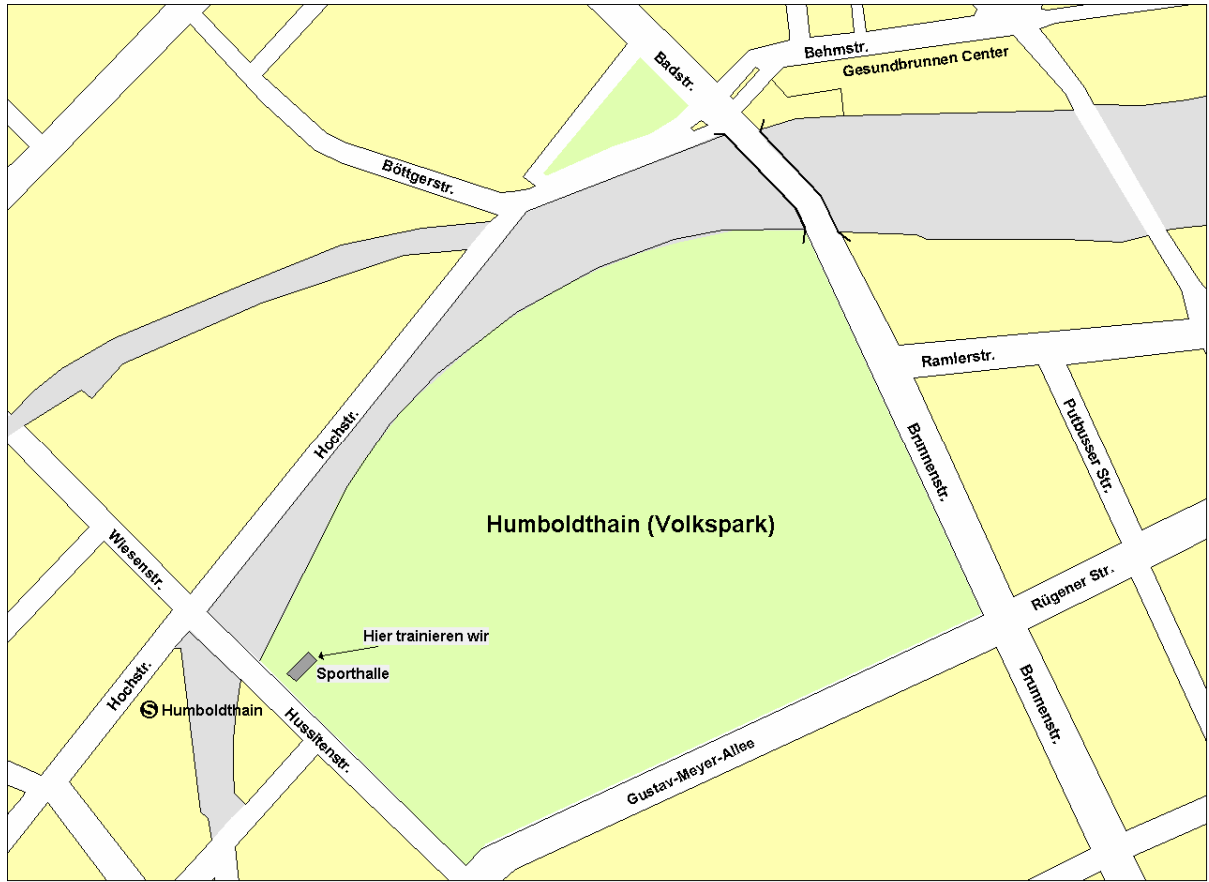 Badstr.
Behmstr.
Gesundbrunnen Center
Böttgerstr.
Ramlerstr.
Hochstr.
Brunnenstr.
Putbusser Str.
Humboldthain (Volkspark)
Wiesenstr.
Rügener Str.
Hier trainieren wir
Sporthalle
Hochstr.
S Humboldthain
Hussitenstr.
Brunnenstr.
Gustav-Meyer-Allee